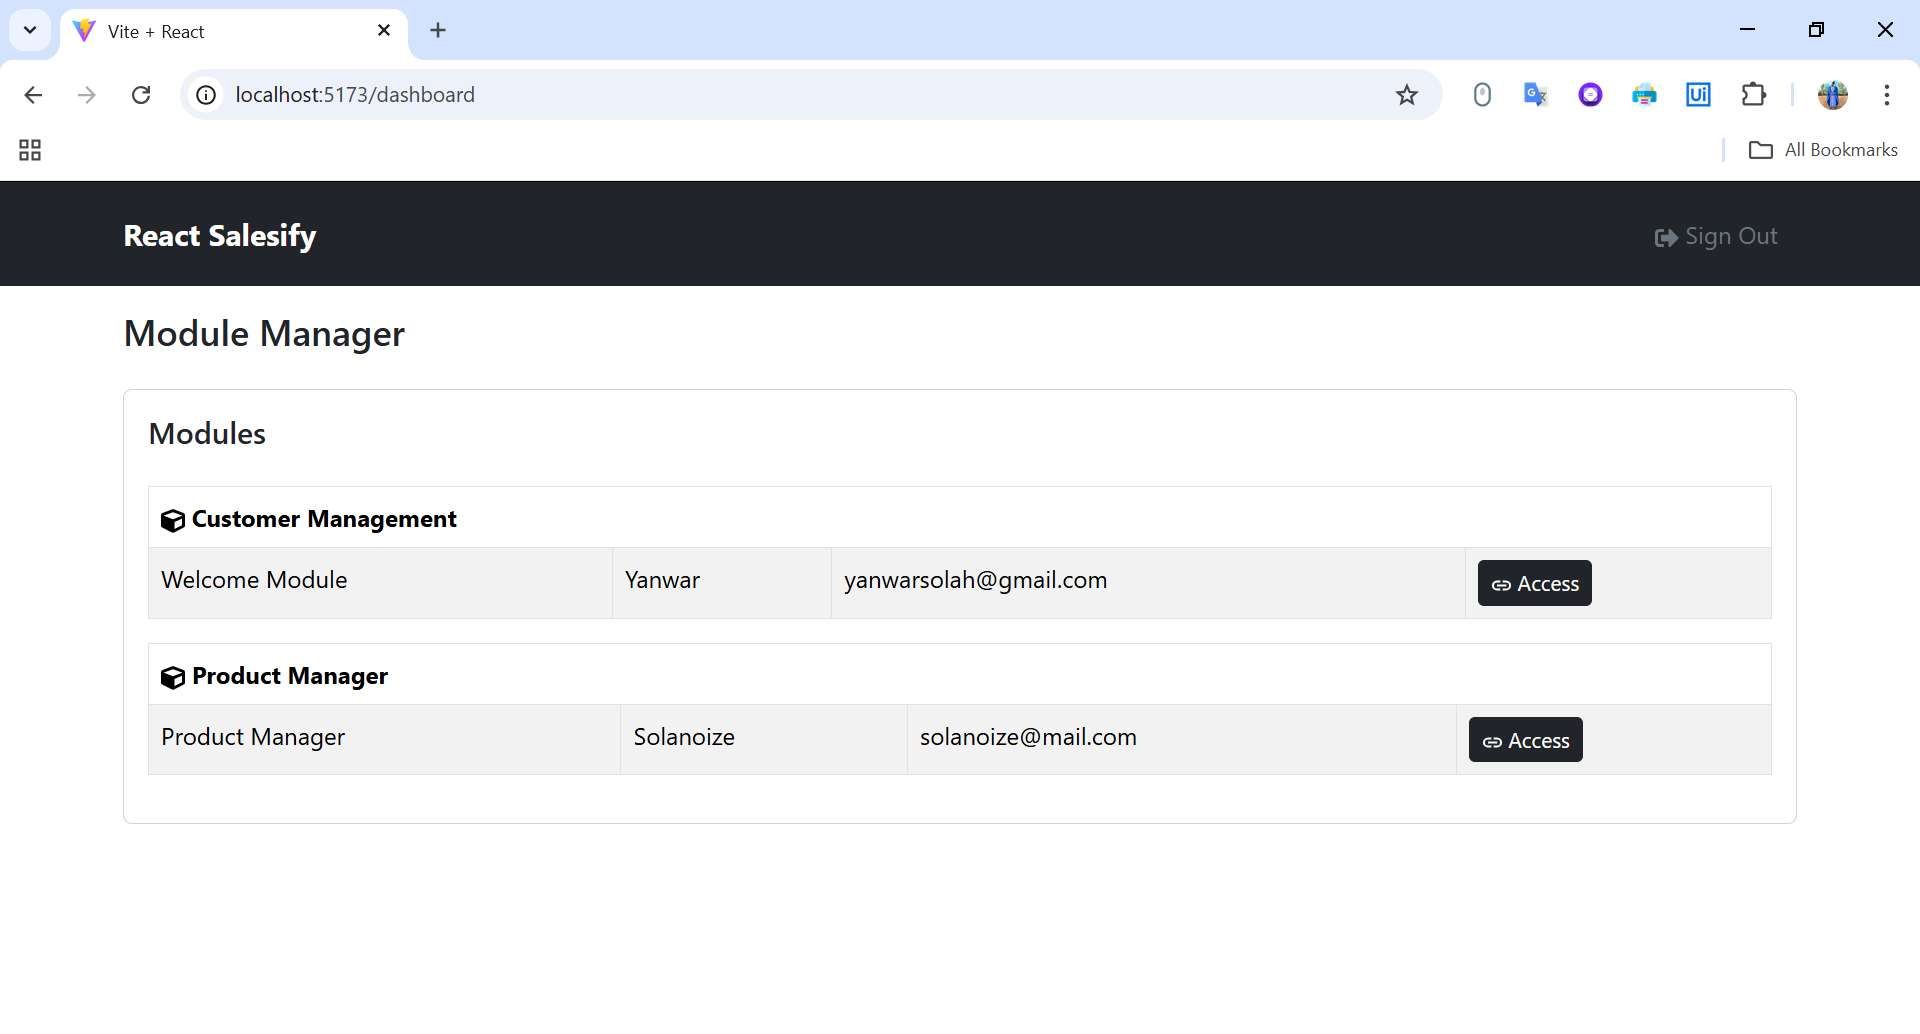 Vite + React
localhost:5173/dashboard
Ui
All Bookmarks
React Salesify
Sign Out
Module Manager
Modules
Customer Management
Welcome Module Yanwar yanwarsolah@gmail.com Access
Product Manager
Product Manager Solanoize solanoize@mail.com Access